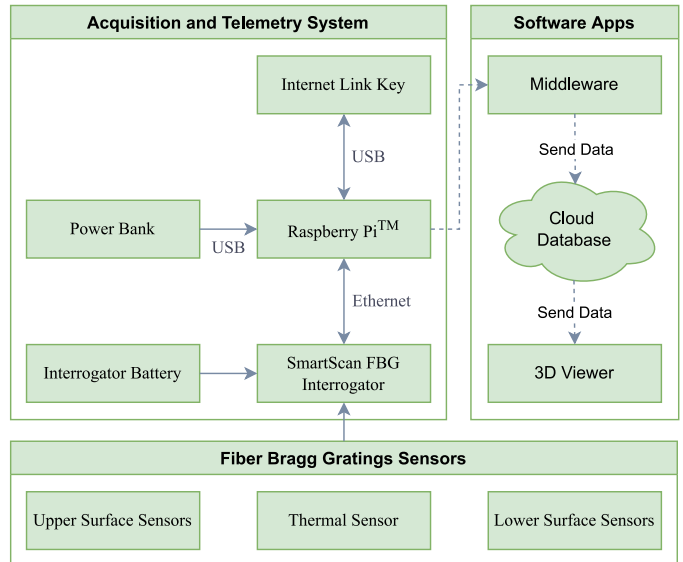 Acquisition and Telemetry System
Internet Link Key
USB
Power Bank
USB
Raspberry Pi™
Ethernet
Interrogator Battery
SmartScan FBG
Interrogator
Software Apps
Middleware
Send Data
Cloud
Database
Send Data
3D Viewer
Fiber Bragg Gratings Sensors
Upper Surface Sensors
Thermal Sensor
Lower Surface Sensors